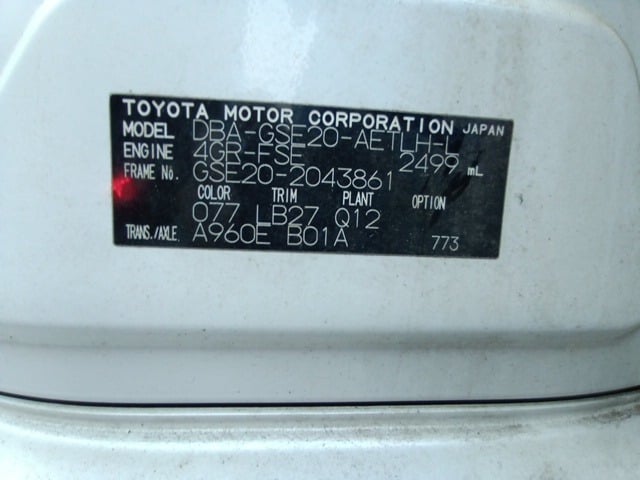 TOYOTA MOTOR CORPORATION JAPAN
MODEL DBA-GSE20-AETLH-L
ENGINE 4GR-FSE 2499 mL
FRAME No. GSE20-2043861
COLOR TRIM PLANT OPTION
077 LB27 Q12
TRANS./AXLE A960E B01A 773